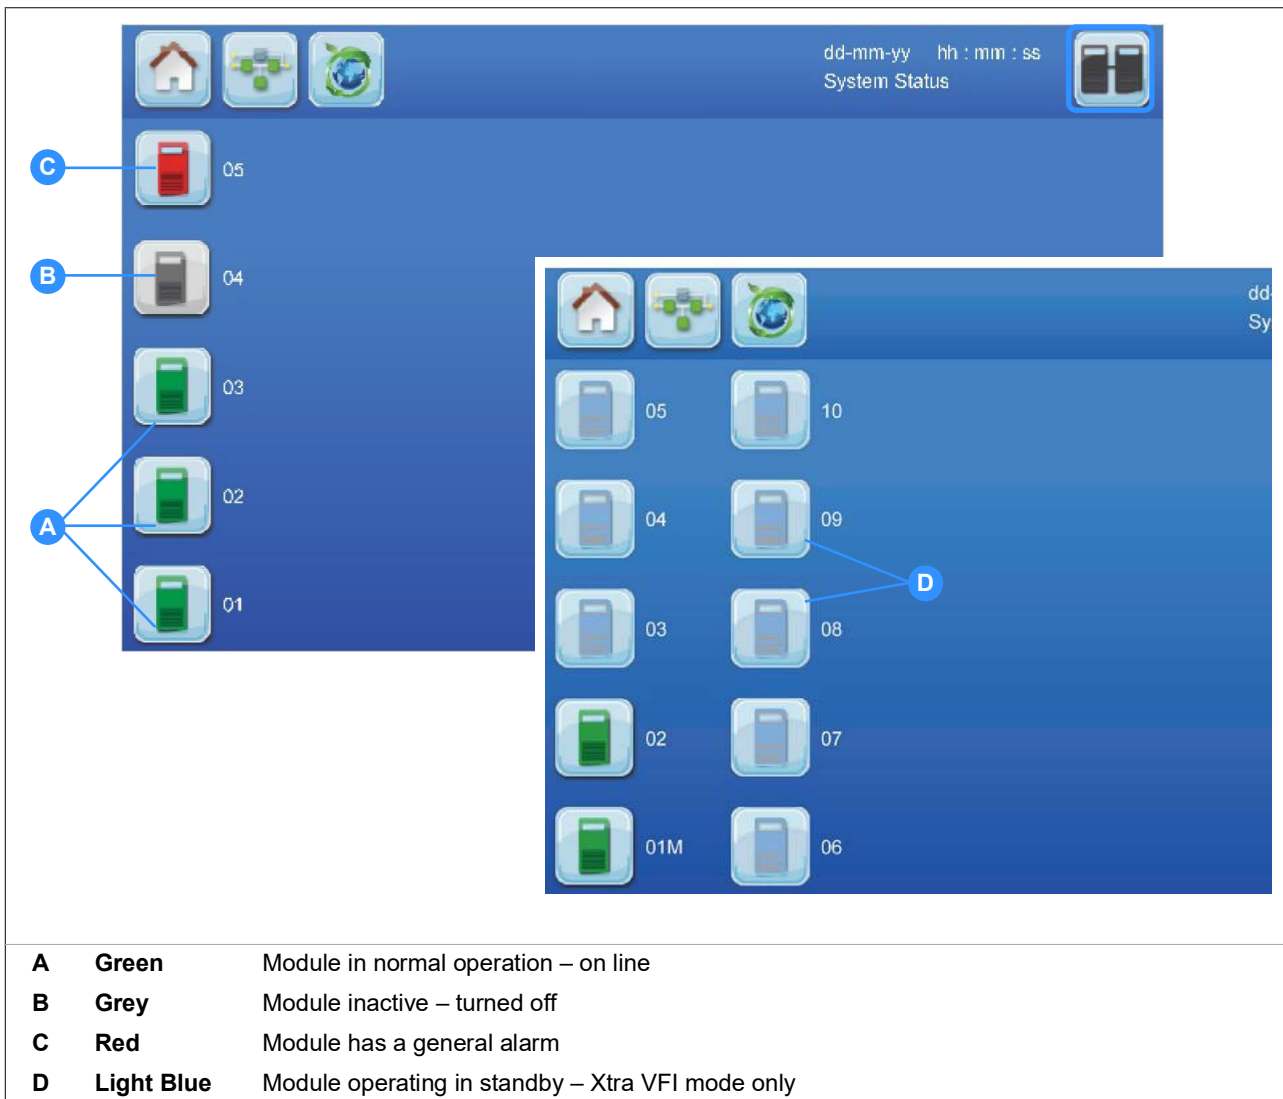 dd-mm-yy hh : mm : ss
System Status
C
05
B
04
03
A
02
01
dd-
Sy
05 10
04 09
D
03 08
02 07
01M 06
A Green Module in normal operation – on line
B Grey Module inactive – turned off
C Red Module has a general alarm
D Light Blue Module operating in standby – Xtra VFI mode only